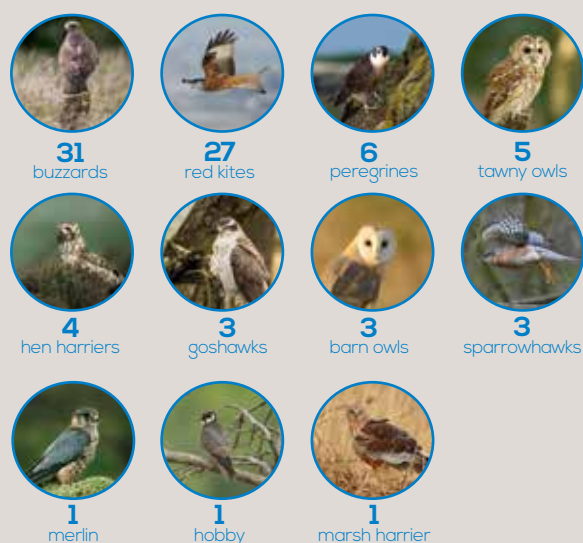 31 27 6 5
buzzards red kites peregrines tawny owls
4 3 3 3
hen harriers goshawks barn owls sparrowhawks
1 1 1
merlin hobby marsh harrier